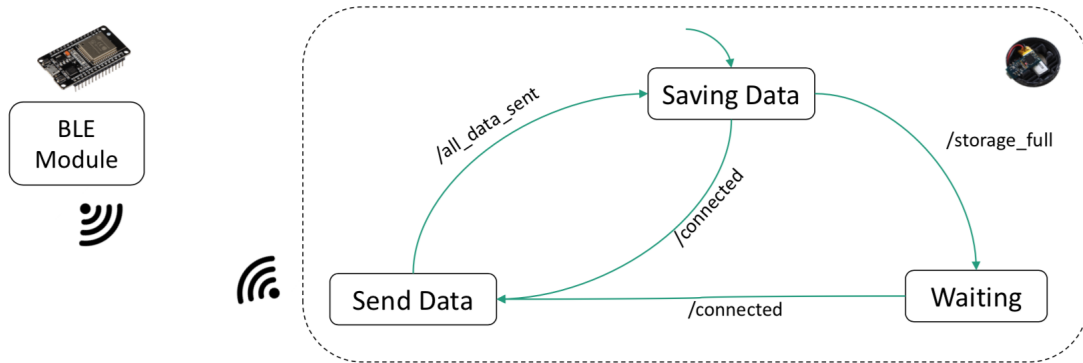 BLE
Module
Saving Data
/all_data_sent
/storage_full
/connected
Send Data
/connected
Waiting